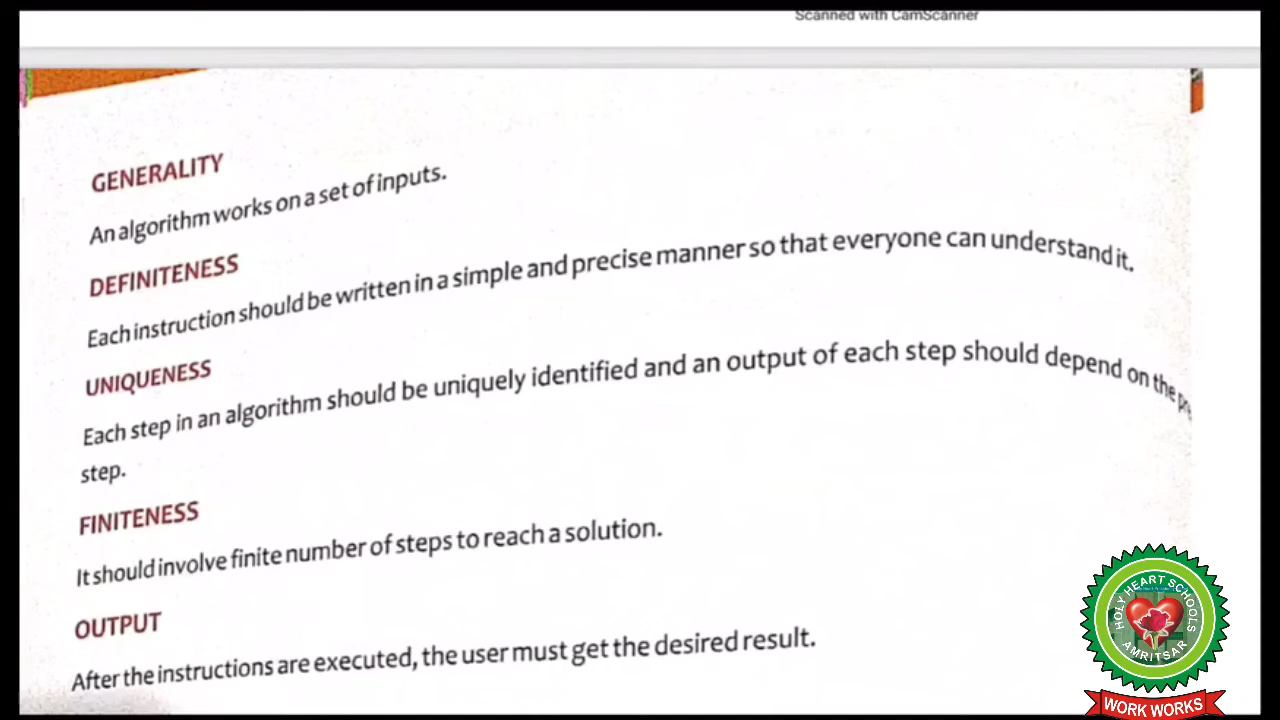 Scanned with CamScanner
GENERALITY
An algorithm works on a set of inputs.
DEFINITENESS
Each instruction should be written in a simple and precise manner so that everyone can understand it.
UNIQUENESS
Each step in an algorithm should be uniquely identified and an output of each step should depend on the
step.
FINITENESS
It should involve finite number of steps to reach a solution.
OUTPUT
After the instructions are executed, the user must get the desired result.
HOLY HEART SCHOOLS
AMRITSAR
WORK WORKS